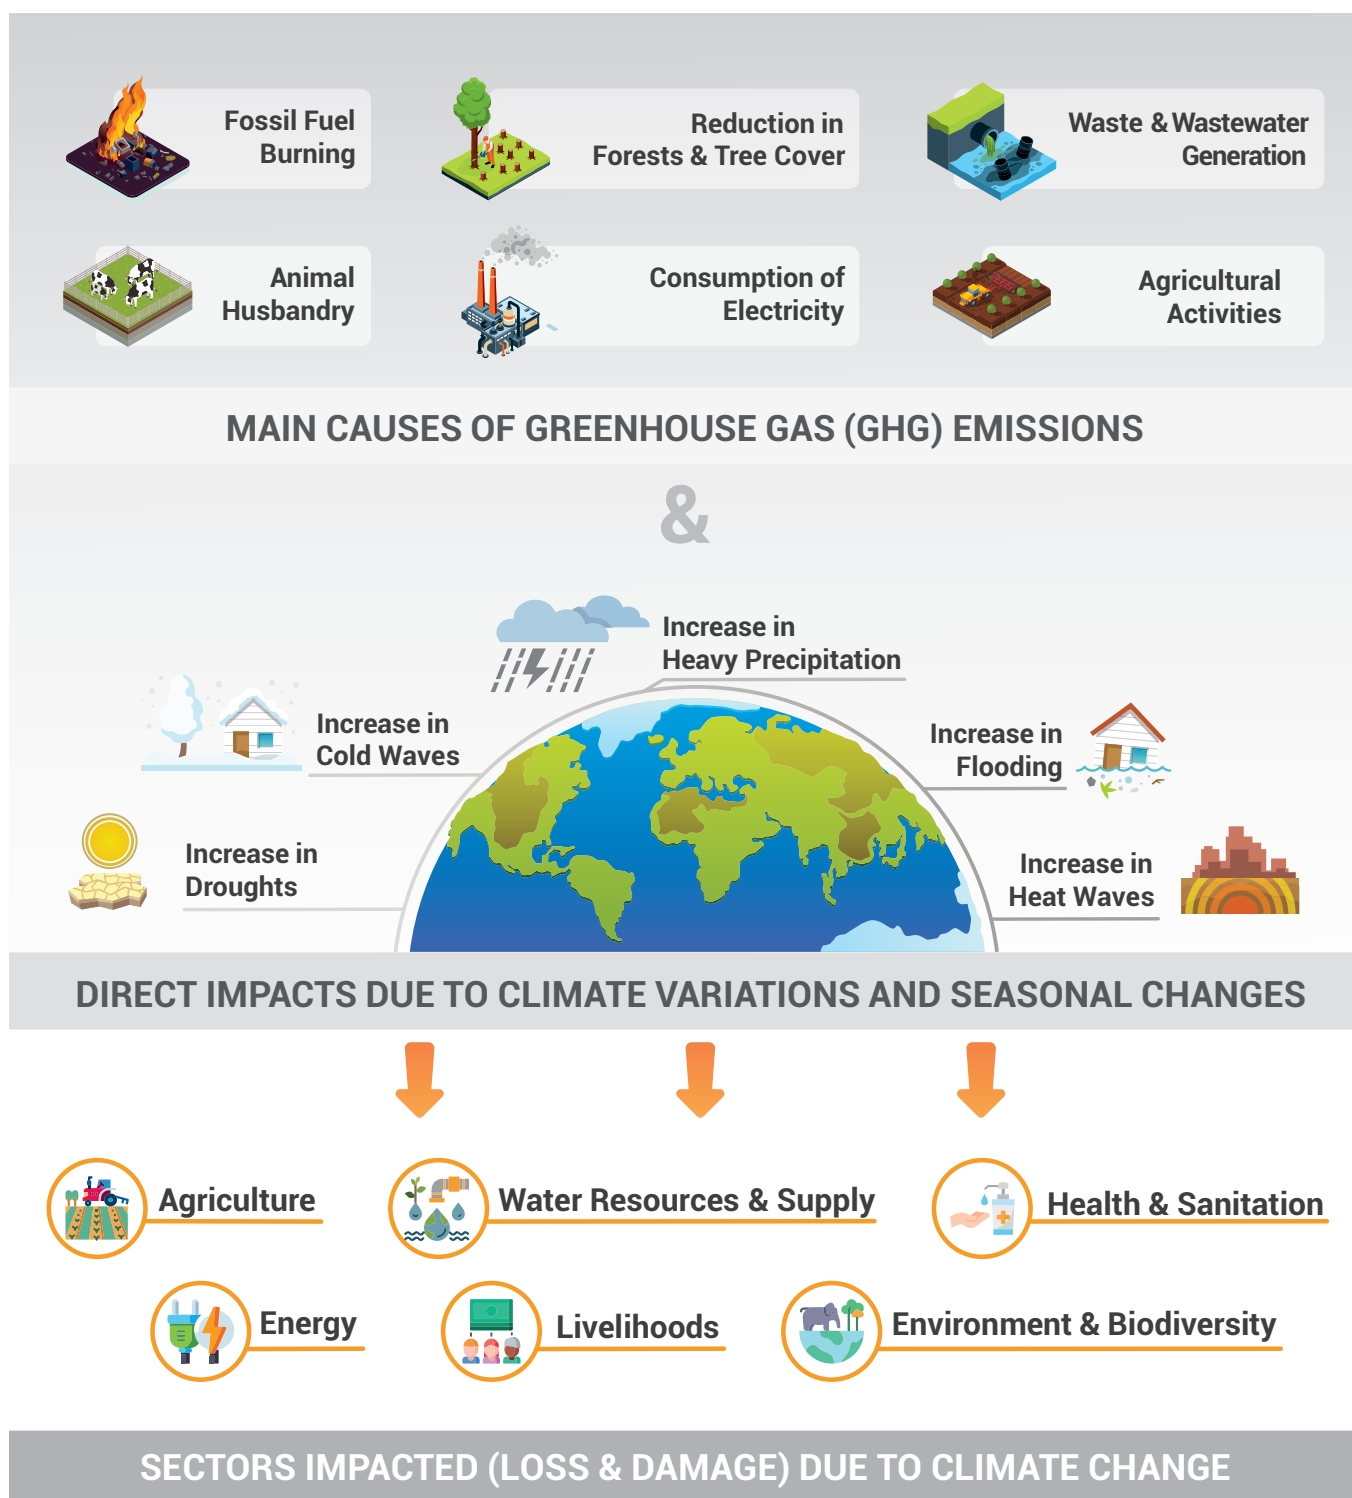 Fossil Fuel
Burning
Reduction in
Forests & Tree Cover
Waste & Wastewater
Generation
Animal
Husbandry
Consumption of
Electricity
Agricultural
Activities
MAIN CAUSES OF GREENHOUSE GAS (GHG) EMISSIONS
&
Increase in
Heavy Precipitation
Increase in
Cold Waves
Increase in
Flooding
Increase in
Droughts
Increase in
Heat Waves
DIRECT IMPACTS DUE TO CLIMATE VARIATIONS AND SEASONAL CHANGES
Agriculture
Water Resources & Supply
Health & Sanitation
Energy
Livelihoods
Environment & Biodiversity
SECTORS IMPACTED (LOSS & DAMAGE) DUE TO CLIMATE CHANGE